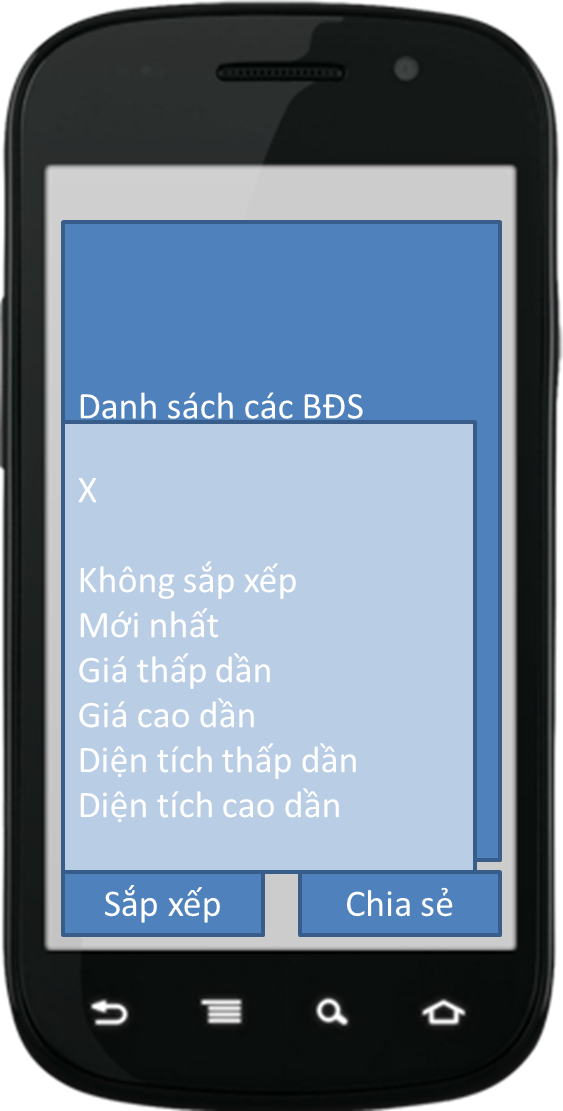 Danh sách các BĐS
X
Không sắp xếp
Mới nhất
Giá thấp dần
Giá cao dần
Diện tích thấp dần
Diện tích cao dần
Sắp xếp
Chia sẻ